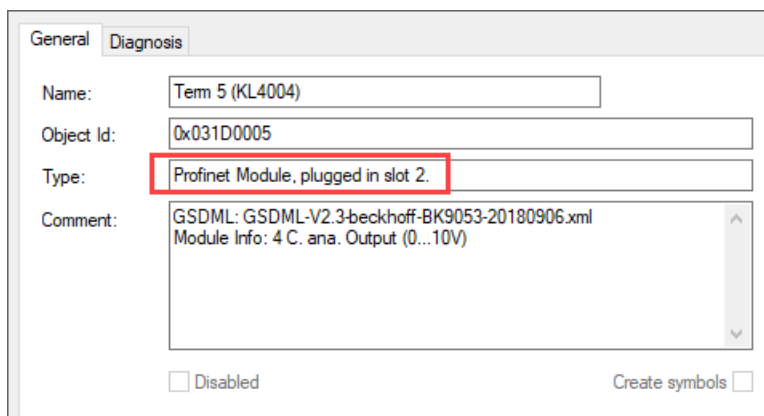 General Diagnosis
Name: Term 5 (KL4004)
Object Id: 0x031D0005
Type: Profinet Module, plugged in slot 2.
Comment: GSDML: GSDML-V2.3-beckhoff-BK9053-20180906.xml
Module Info: 4 C. ana. Output (0...10V)
Disabled Create symbols